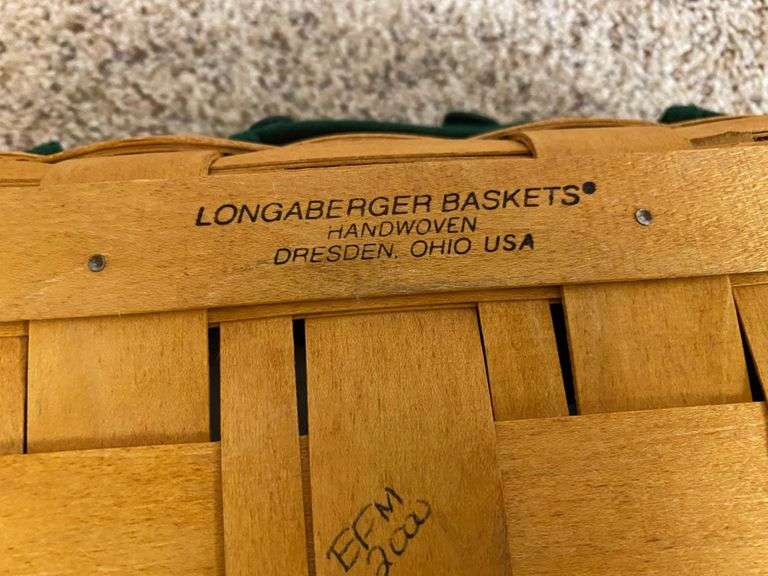 LONGABERGER BASKETS®
HANDWOVEN
DRESDEN, OHIO USA
EFM
2000